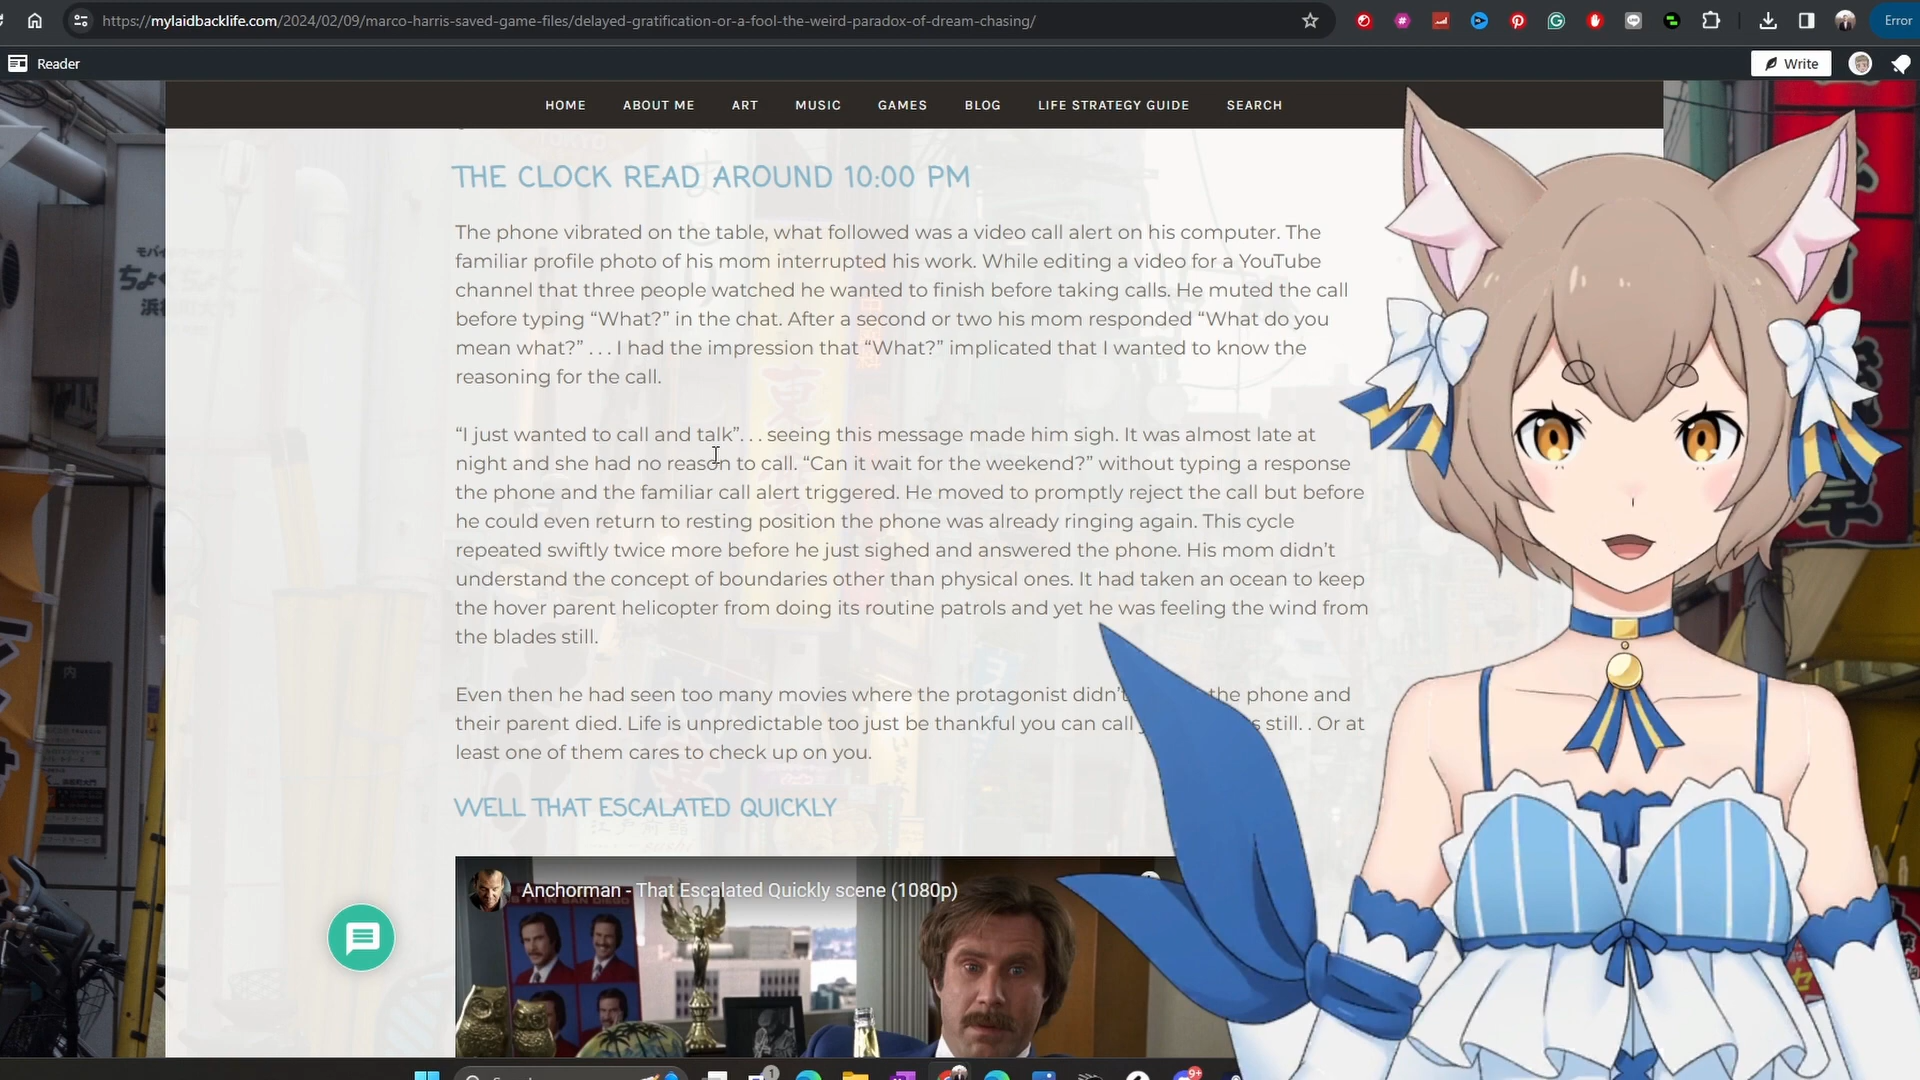 https://mylaidbacklife.com/2024/02/09/marco-harris-saved-game-files/delayed-gratification-or-a-fool-the-weird-paradox-of-dream-chasing/
Error
Reader
Write
HOME ABOUT ME ART MUSIC GAMES BLOG LIFE STRATEGY GUIDE SEARCH
THE CLOCK READ AROUND 10:00 PM
The phone vibrated on the table, what followed was a video call alert on his computer. The
familiar profile photo of his mom interrupted his work. While editing a video for a YouTube
channel that three people watched he wanted to finish before taking calls. He muted the call
before typing “What?” in the chat. After a second or two his mom responded “What do you
mean what?” . . . I had the impression that “What?” implicated that I wanted to know the
reasoning for the call.
“I just wanted to call and talk”. . . seeing this message made him sigh. It was almost late at
night and she had no reason to call. “Can it wait for the weekend?” without typing a response
the phone and the familiar call alert triggered. He moved to promptly reject the call but before
he could even return to resting position the phone was already ringing again. This cycle
repeated swiftly twice more before he just sighed and answered the phone. His mom didn’t
understand the concept of boundaries other than physical ones. It had taken an ocean to keep
the hover parent helicopter from doing its routine patrols and yet he was feeling the wind from
the blades still.
Even then he had seen too many movies where the protagonist didn’t the phone and
their parent died. Life is unpredictable too just be thankful you can call still. . Or at
least one of them cares to check up on you.
WELL THAT ESCALATED QUICKLY
Anchorman - That Escalated Quickly scene (1080p)